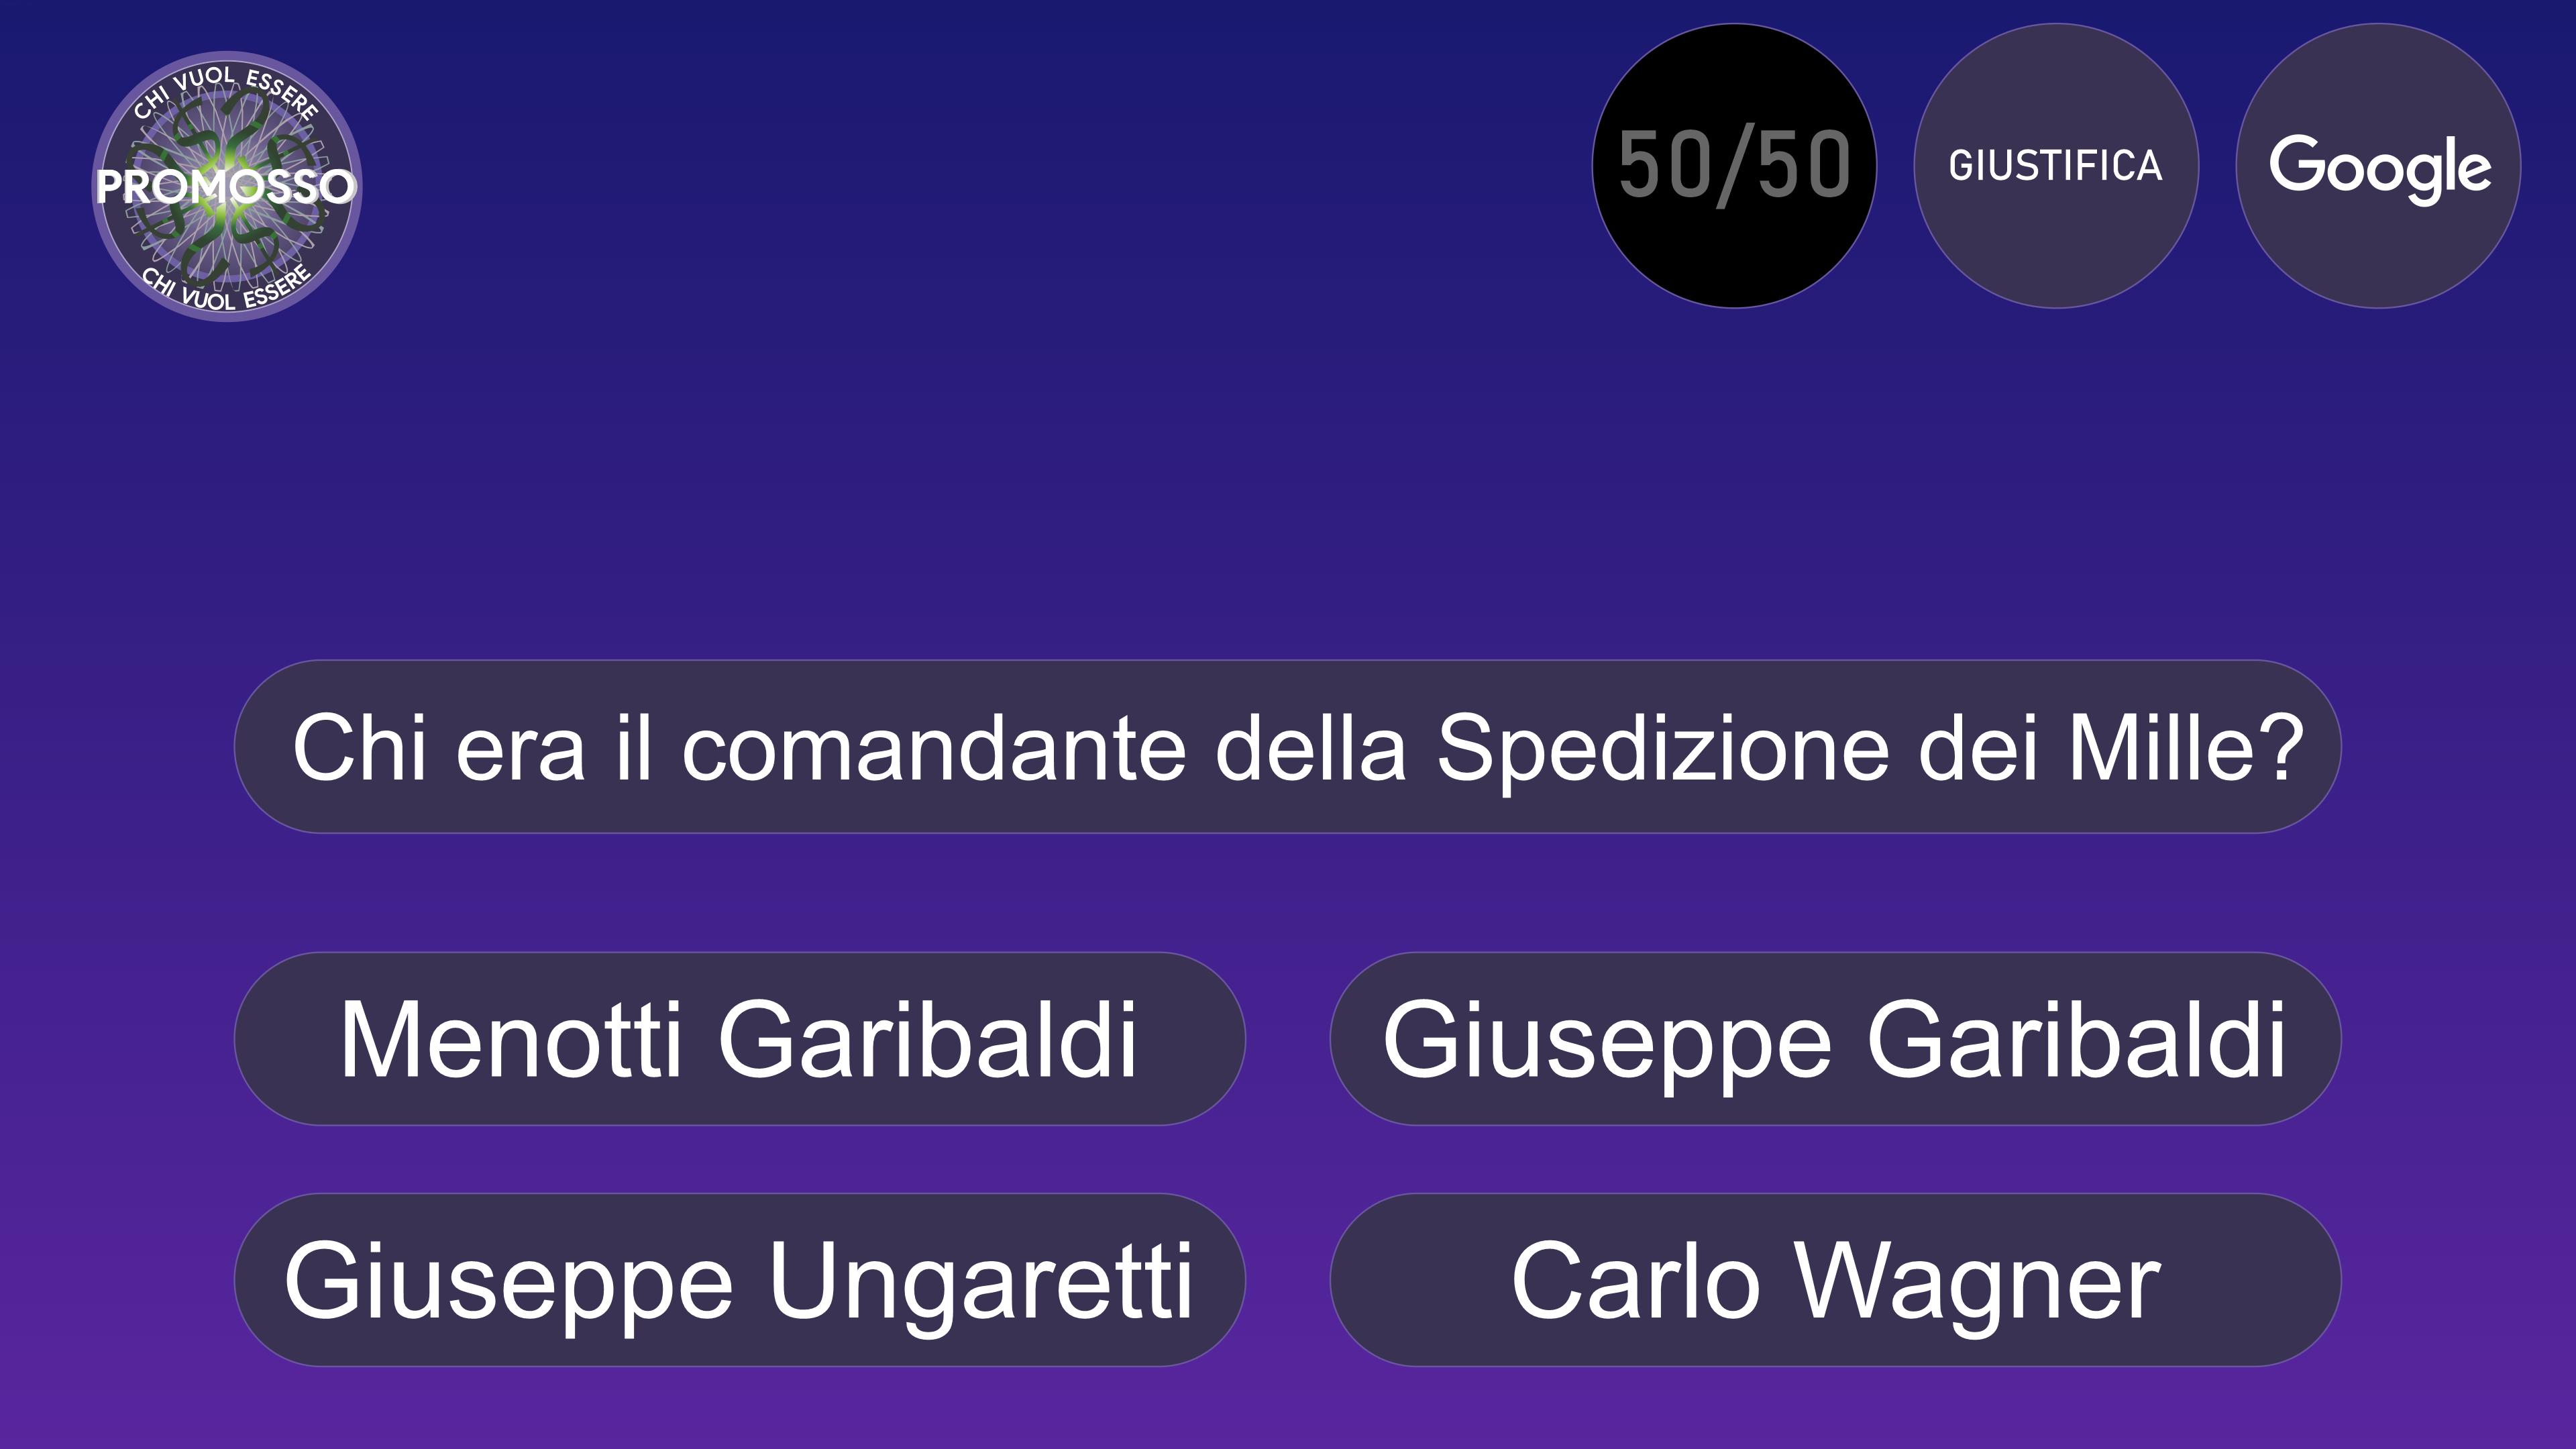 CHI VUOL ESSERE
PROMOSSO
CHI VUOL ESSERE
50/50
GIUSTIFICA
Google
Chi era il comandante della Spedizione dei Mille?
Menotti Garibaldi
Giuseppe Garibaldi
Giuseppe Ungaretti
Carlo Wagner